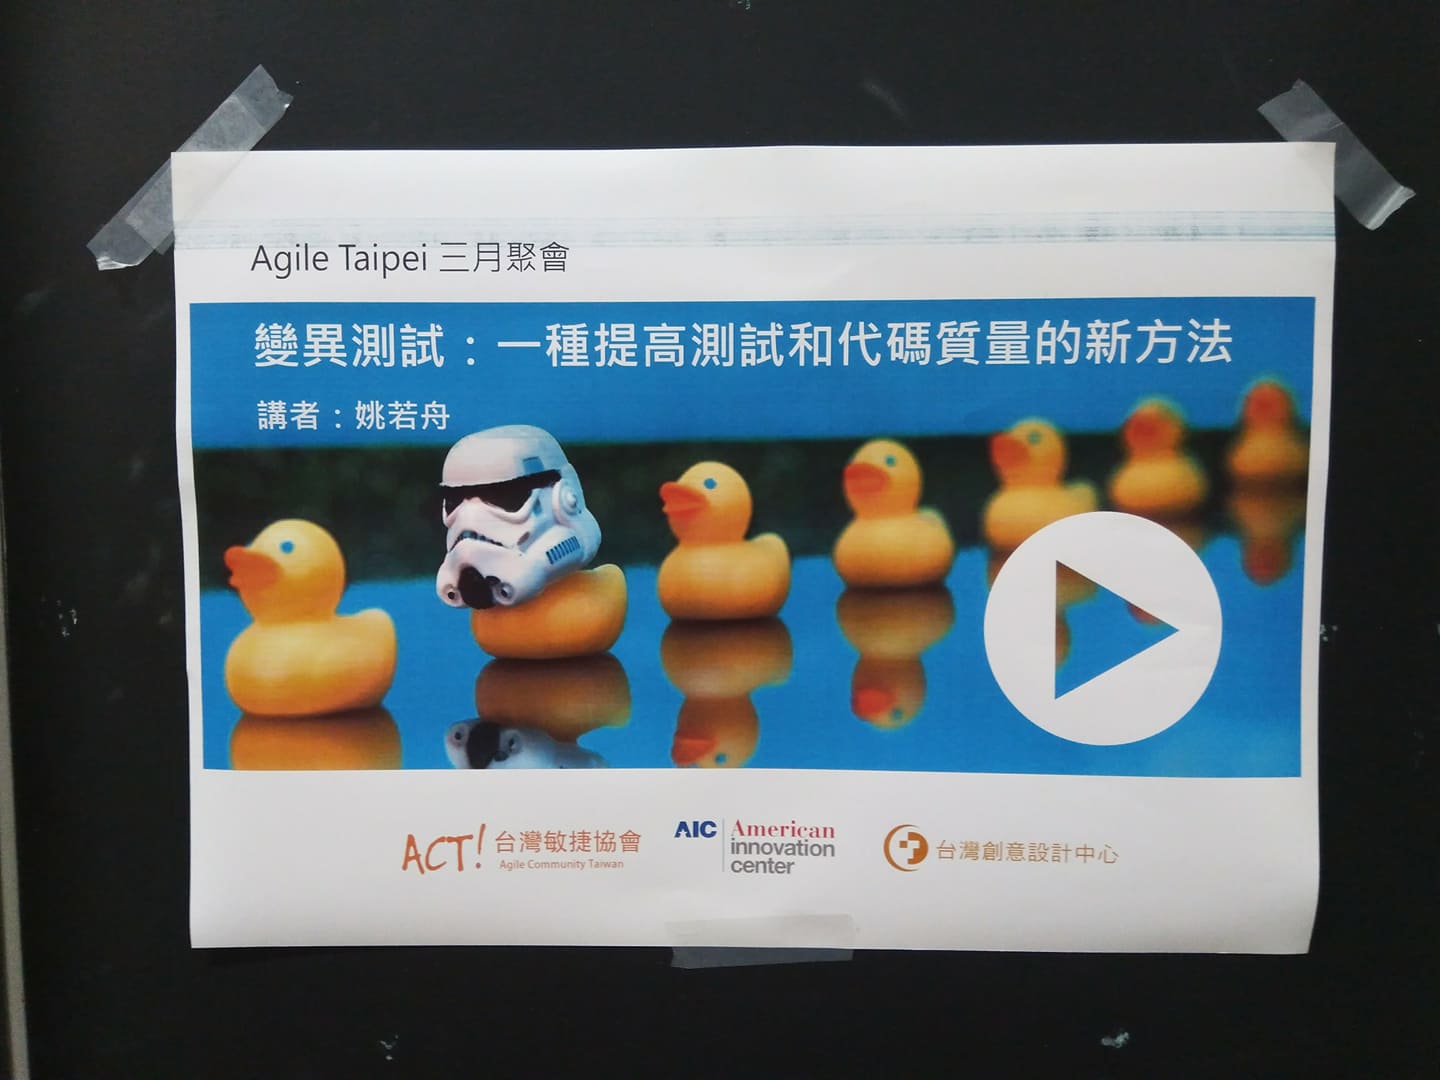 Agile Taipei 三月聚會
變異測試：一種提高測試和代碼質量的新方法
講者：姚若舟
ACT! 台灣敏捷協會
Agile Community Taiwan
AIC American
innovation
center
台灣創意設計中心